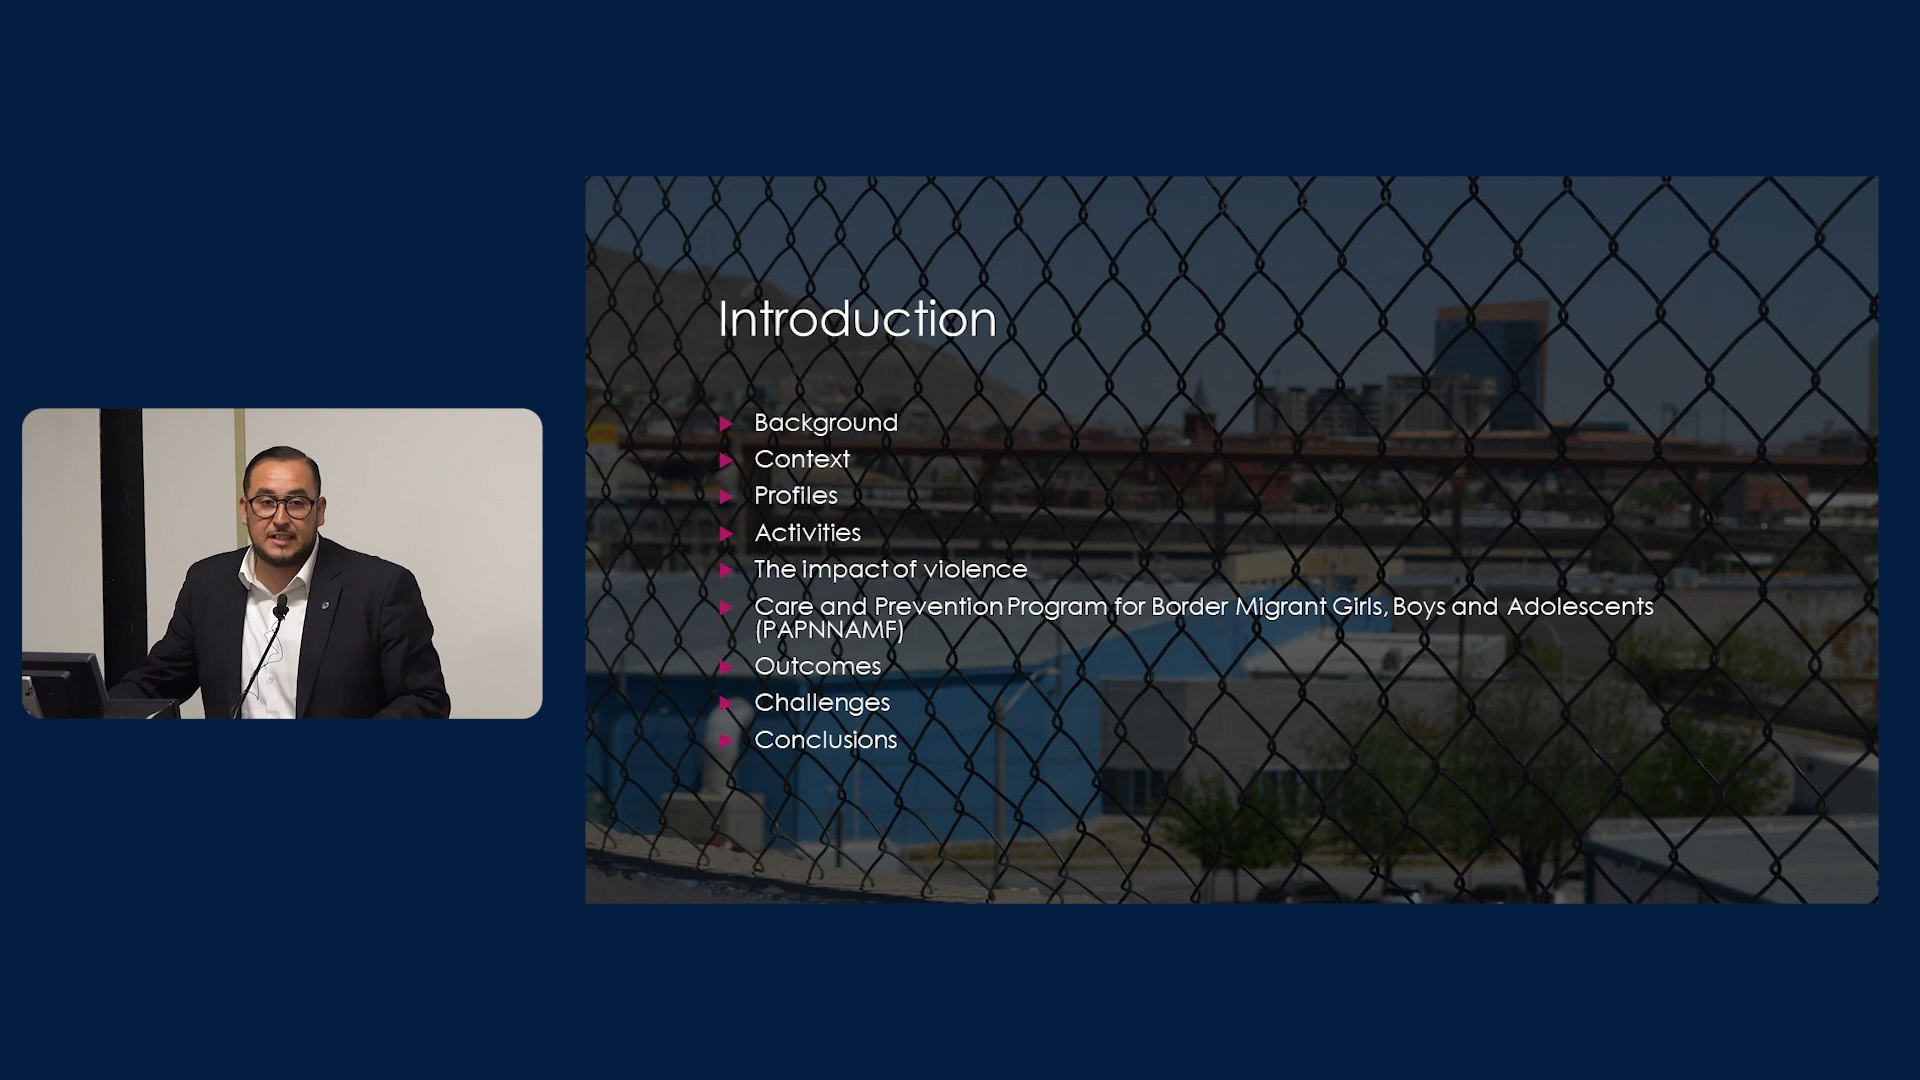 Introduction
Background
Context
Profiles
Activities
The impact of violence
Care and Prevention Program for Border Migrant Girls, Boys and Adolescents
(PAPNNAMF)
Outcomes
Challenges
Conclusions